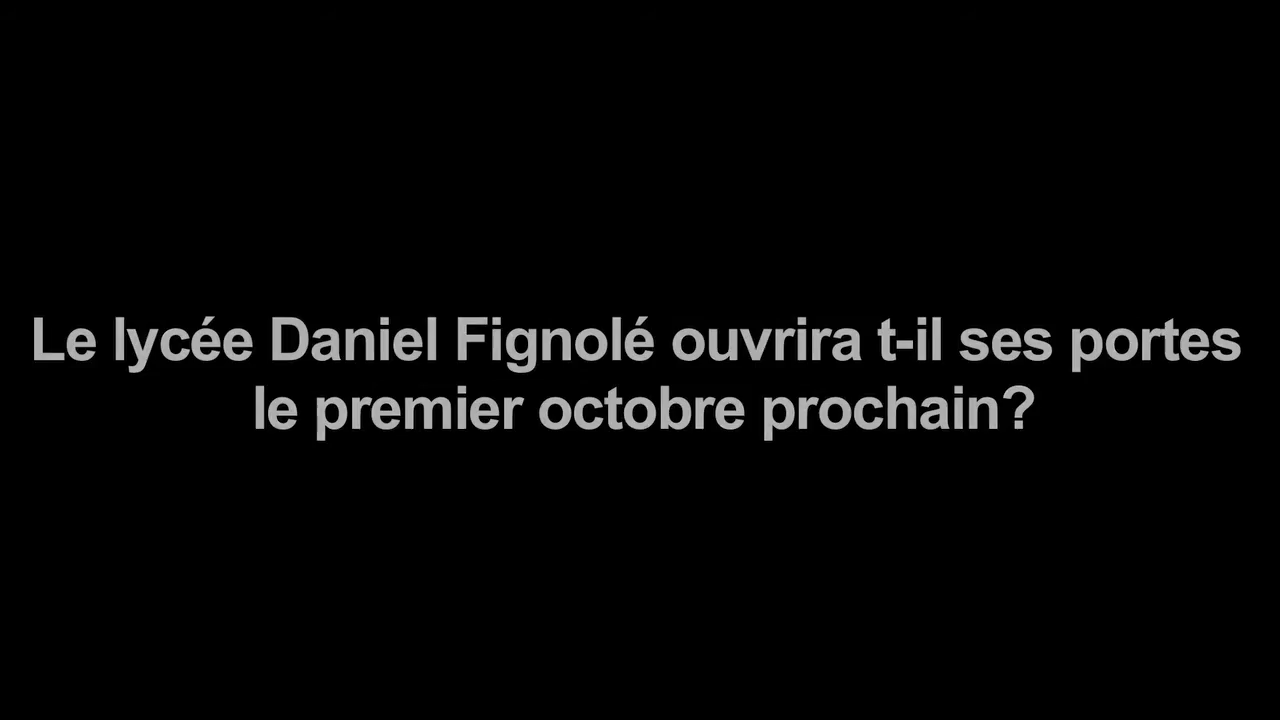 Le lycée Daniel Fignolé ouvrira t-il ses portes
le premier octobre prochain?